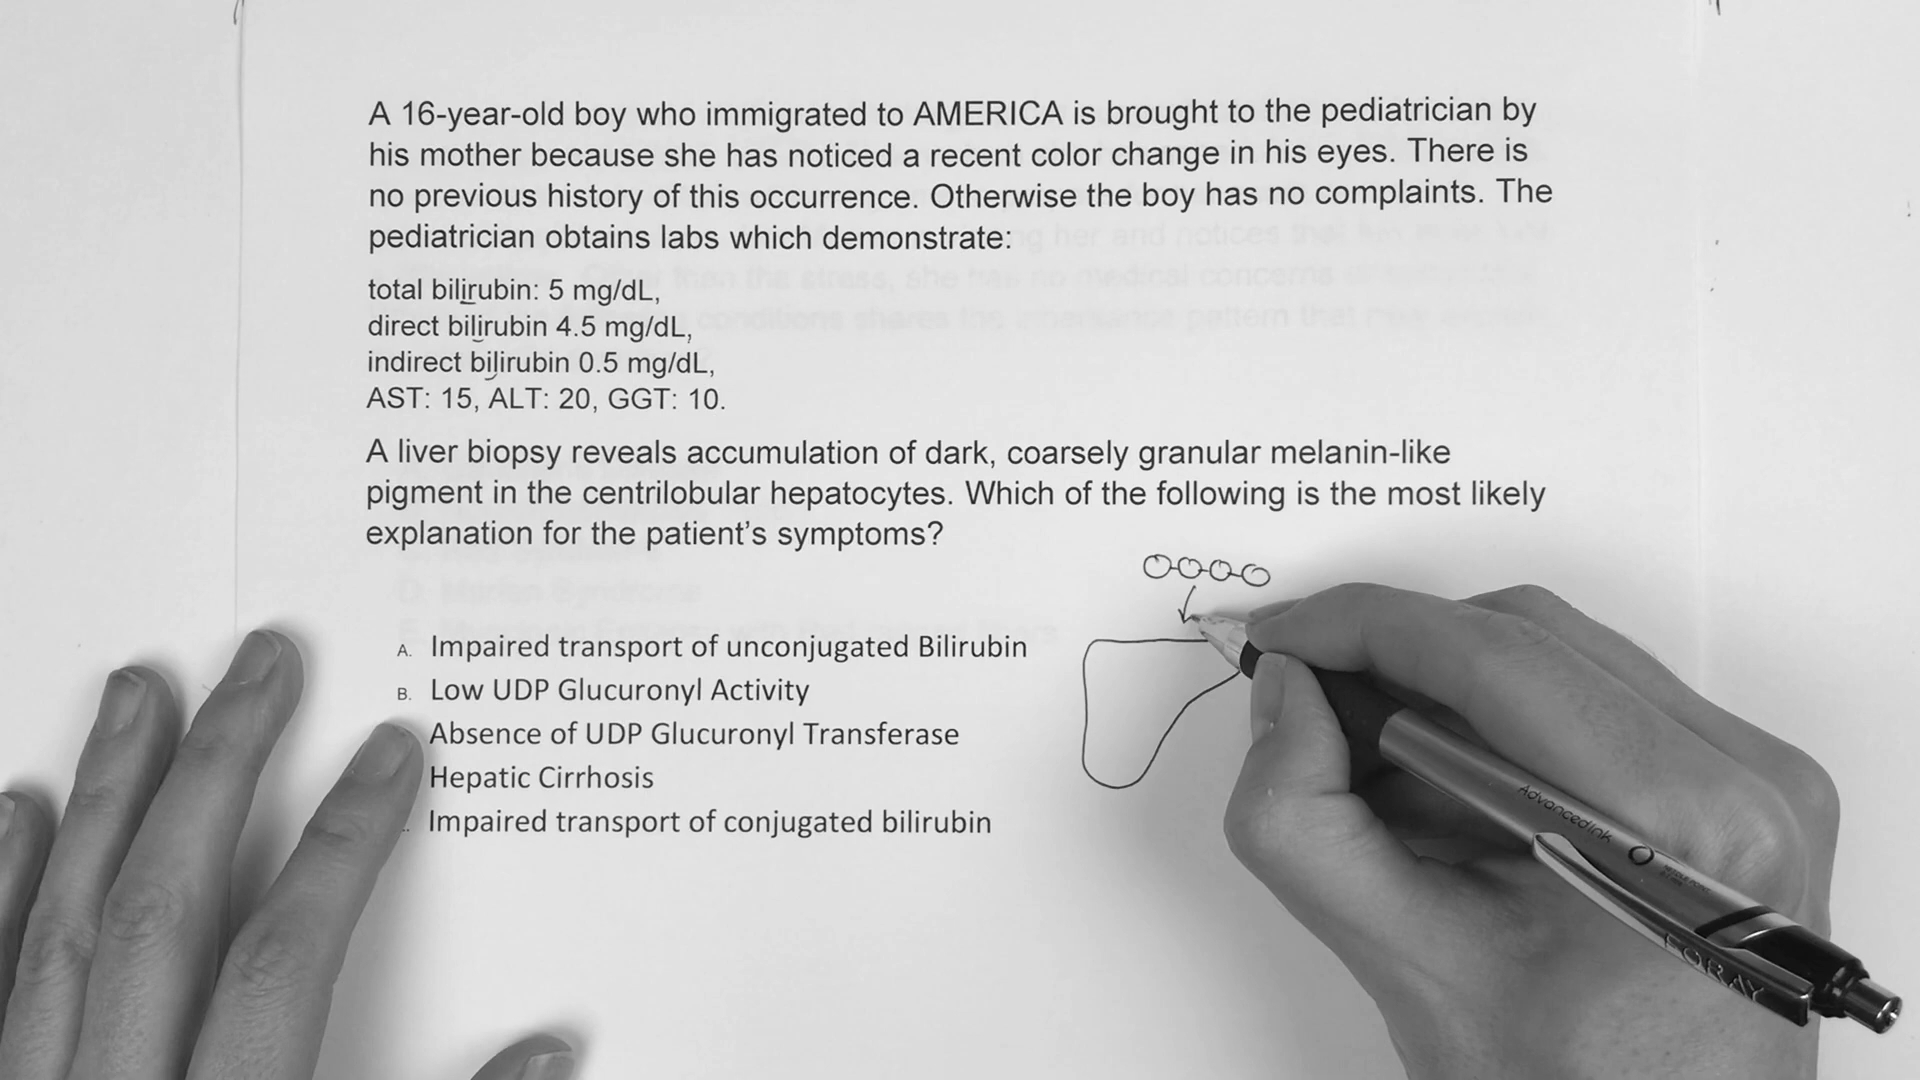 A 16-year-old boy who immigrated to AMERICA is brought to the pediatrician by
his mother because she has noticed a recent color change in his eyes. There is
no previous history of this occurrence. Otherwise the boy has no complaints. The
pediatrician obtains labs which demonstrate:
total bilirubin: 5 mg/dL,
direct bilirubin 4.5 mg/dL,
indirect bilirubin 0.5 mg/dL,
AST: 15, ALT: 20, GGT: 10.
A liver biopsy reveals accumulation of dark, coarsely granular melanin-like
pigment in the centrilobular hepatocytes. Which of the following is the most likely
explanation for the patient's symptoms?
A. Impaired transport of unconjugated Bilirubin
B. Low UDP Glucuronyl Activity
Absence of UDP Glucuronyl Transferase
Hepatic Cirrhosis
Impaired transport of conjugated bilirubin
AdvancedInk
FORAY